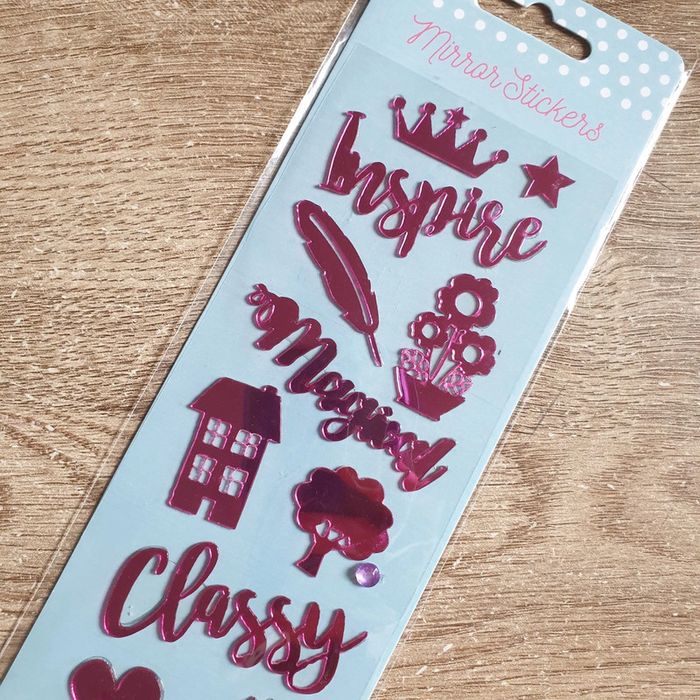 Mirror Stickers
Inspire
Magical
Classy